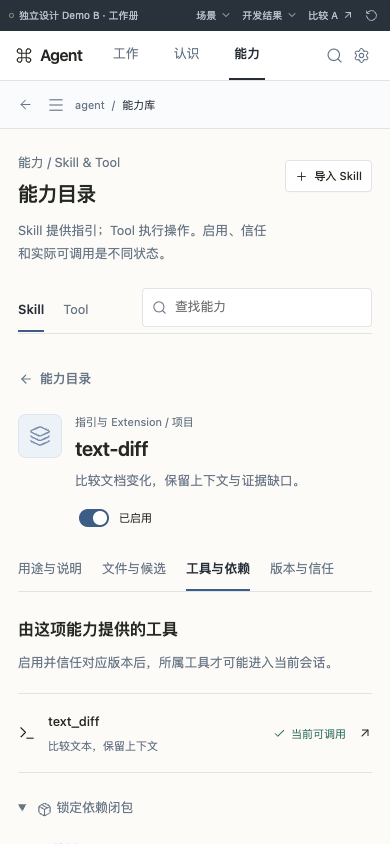 独立设计 Demo B · 工作册 场景 开发结果 比较 A
Agent 工作 认识 能力
agent / 能力库
能力 / Skill & Tool
能力目录
导入 Skill
Skill 提供指引；Tool 执行操作。启用、信任
和实际可调用是不同状态。
Skill Tool 查找能力
能力目录
指引与 Extension / 项目
text-diff
比较文档变化，保留上下文与证据缺口。
已启用
用途与说明 文件与候选 工具与依赖 版本与信任
由这项能力提供的工具
启用并信任对应版本后，所属工具才可能进入当前会话。
text_diff
比较文本，保留上下文
当前可调用
锁定依赖闭包